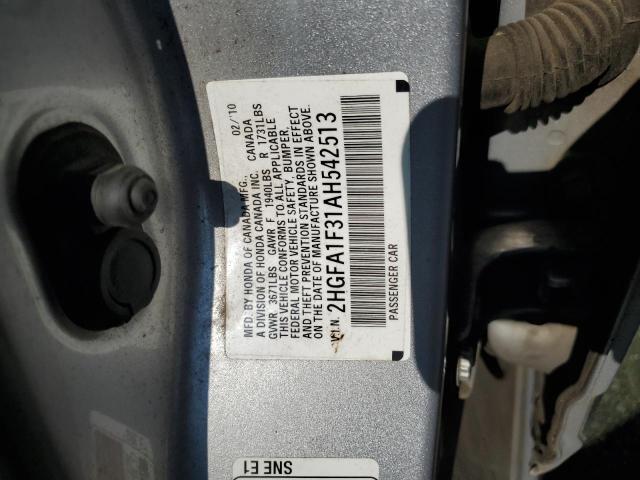 MFD. BY HONDA OF CANADA MFG.,
A DIVISION OF HONDA CANADA INC. CANADA 02/'10
GVWR 3671LBS GAWR F 1940LBS R 1731LBS
THIS VEHICLE CONFORMS TO ALL APPLICABLE
FEDERAL MOTOR VEHICLE SAFETY, BUMPER,
AND THEFT PREVENTION STANDARDS IN EFFECT
ON THE DATE OF MANUFACTURE SHOWN ABOVE.
V.I.N. 2HGFA1F31AH542513
PASSENGER CAR
SNE E1